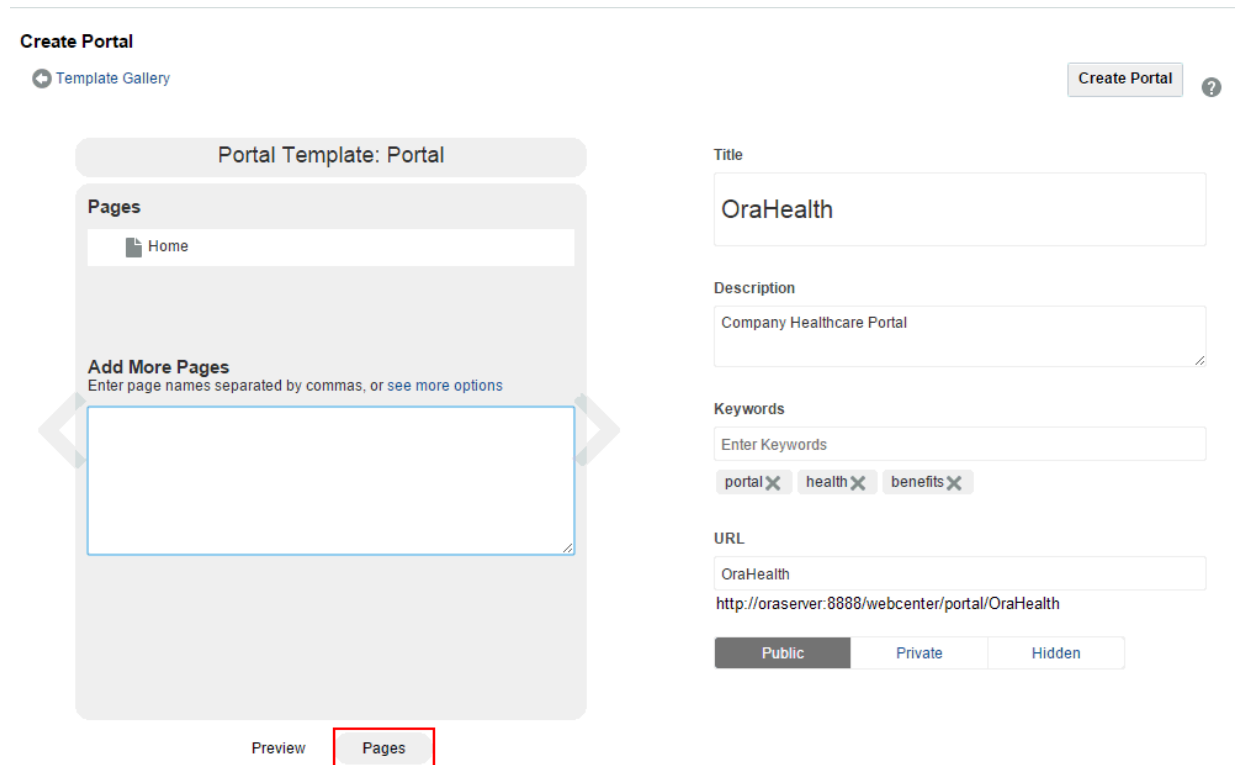 Create Portal
Template Gallery
Create Portal
?
Portal Template: Portal
Pages
Home
Add More Pages
Enter page names separated by commas, or see more options
Preview
Pages
Title
OraHealth
Description
Company Healthcare Portal
Keywords
Enter Keywords
portal health benefits
URL
OraHealth
http://oraserver:8888/webcenter/portal/OraHealth
Public Private Hidden